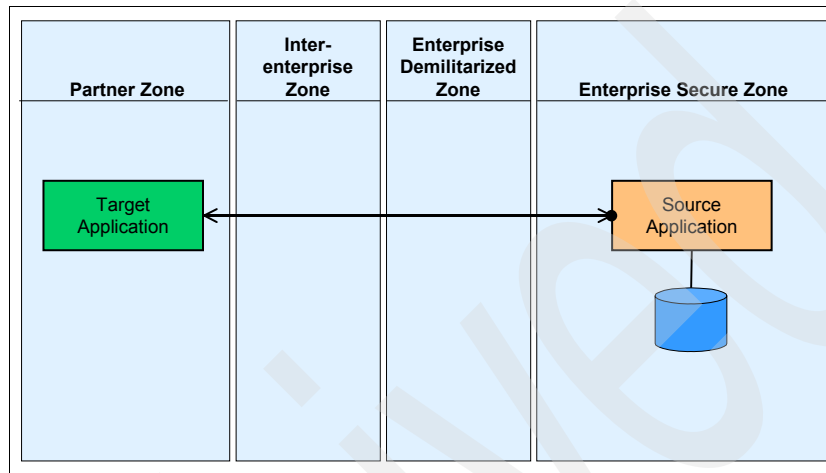 Partner Zone
Inter-
enterprise
Zone
Enterprise
Demilitarized
Zone
Enterprise Secure Zone
Target
Application
Source
Application